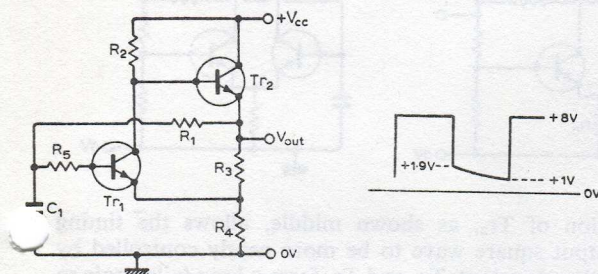 +Vcc
R2
Tr2
R1
Vout
R5
R3
Tr1
C1
R4
0V
+8V
+1·9V
+1V
0V